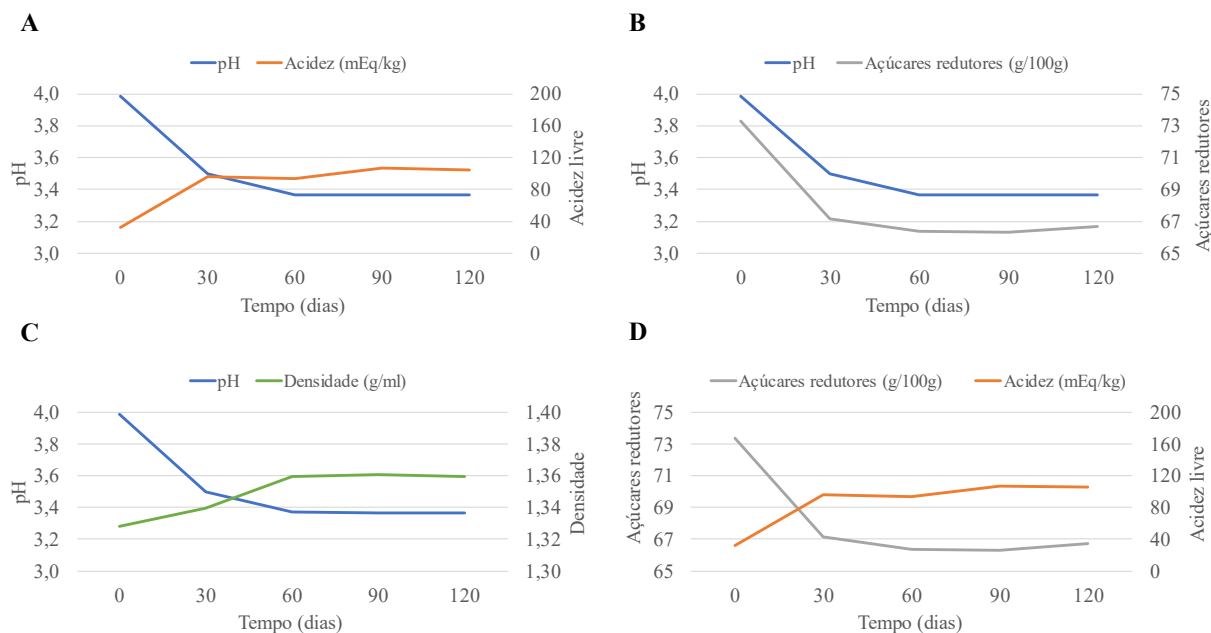 A
pH Acidez (mEq/kg)
pH
4,0
3,8
3,6
3,4
3,2
3,0
200
160
120
80
40
0
Acidez livre
0 30 60 90 120
Tempo (dias)
B
pH Açúcares redutores (g/100g)
pH
4,0
3,8
3,6
3,4
3,2
3,0
75
73
71
69
67
65
Açúcares redutores
0 30 60 90 120
Tempo (dias)
C
pH Densidade (g/ml)
pH
4,0
3,8
3,6
3,4
3,2
3,0
1,40
1,38
1,36
1,34
1,32
1,30
Densidade
0 30 60 90 120
Tempo (dias)
D
Açúcares redutores (g/100g) Acidez (mEq/kg)
Açúcares redutores
75
73
71
69
67
65
200
160
120
80
40
0
Acidez livre
0 30 60 90 120
Tempo (dias)